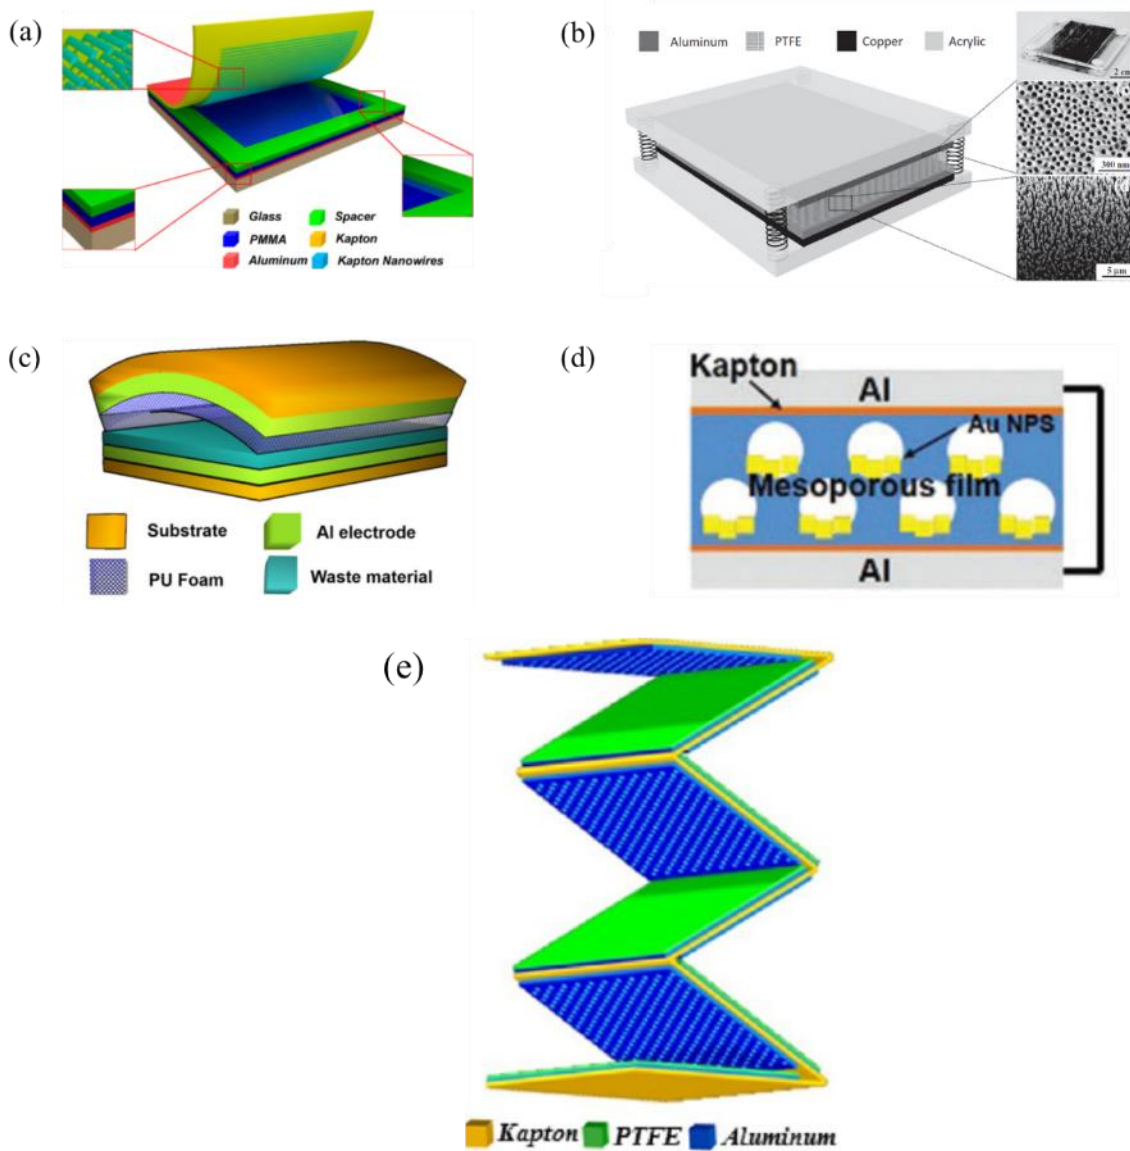 (a)
Glass Spacer
PMMA Kapton
Aluminum Kapton Nanowires
(b)
Aluminum PTFE Copper Acrylic
2 cm
300 nm
5 μm
(c)
Substrate Al electrode
PU Foam Waste material
(d)
Kapton
Al
Au NPS
Mesoporous film
Al
(e)
Kapton PTFE Aluminum